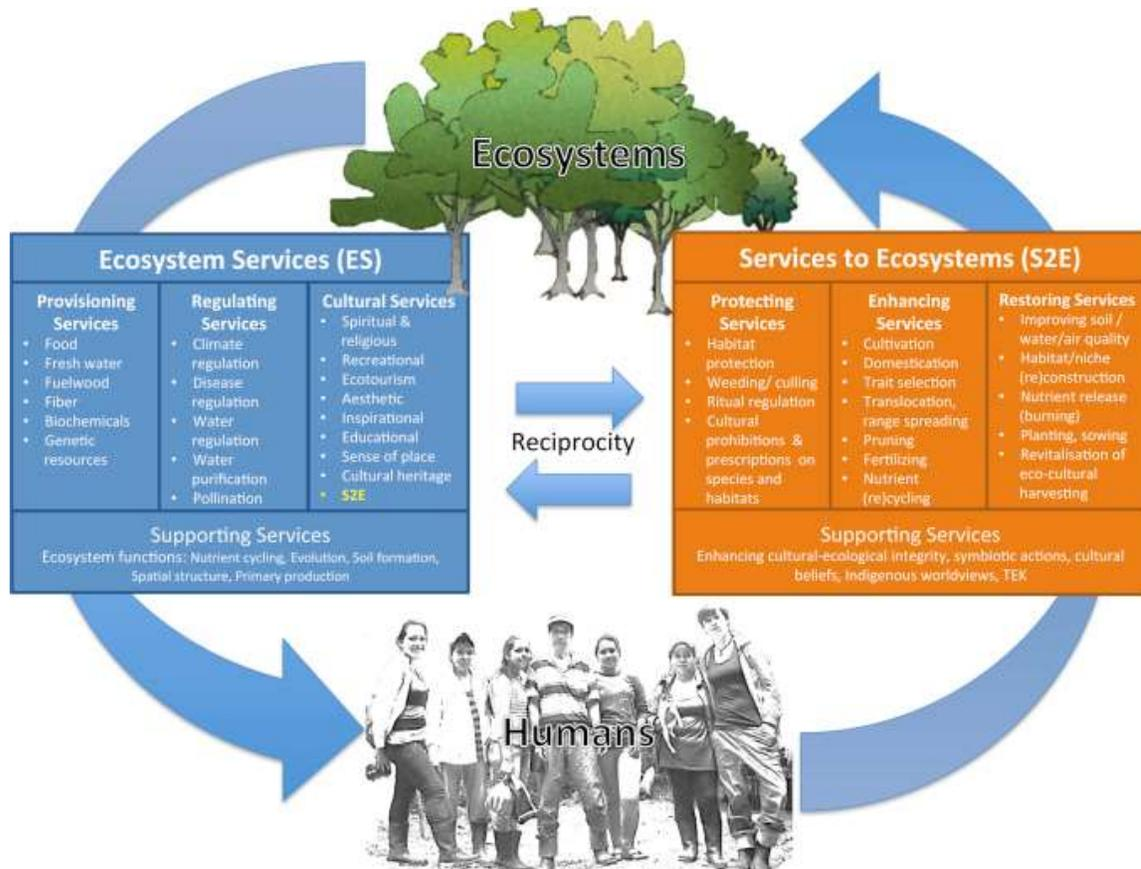 Ecosystems
Ecosystem Services (ES)
Provisioning
Services
• Food
• Fresh water
• Fuelwood
• Fiber
• Biochemicals
• Genetic
resources
Regulating
Services
• Climate
regulation
• Disease
regulation
• Water
regulation
• Water
purification
• Pollination
Cultural Services
• Spiritual &
religious
• Recreational
• Ecotourism
• Aesthetic
• Inspirational
• Educational
• Sense of place
• Cultural heritage
• S2E
Supporting Services
Ecosystem functions: Nutrient cycling, Evolution, Soil formation,
Spatial structure, Primary production
Reciprocity
Services to Ecosystems (S2E)
Protecting
Services
• Habitat
protection
• Weeding/ culling
• Ritual regulation
• Cultural
prohibitions &
prescriptions on
species and
habitats
Enhancing
Services
• Cultivation
• Domestication
• Trait selection
• Translocation,
range spreading
• Pruning
• Fertilizing
• Nutrient
(re)cycling
Restoring Services
• Improving soil /
water/air quality
• Habitat/niche
(re)construction
• Nutrient release
(burning)
• Planting, sowing
• Revitalisation of
eco-cultural
harvesting
Supporting Services
Enhancing cultural-ecological integrity, symbiotic actions, cultural
beliefs, Indigenous worldviews, TEK
Humans